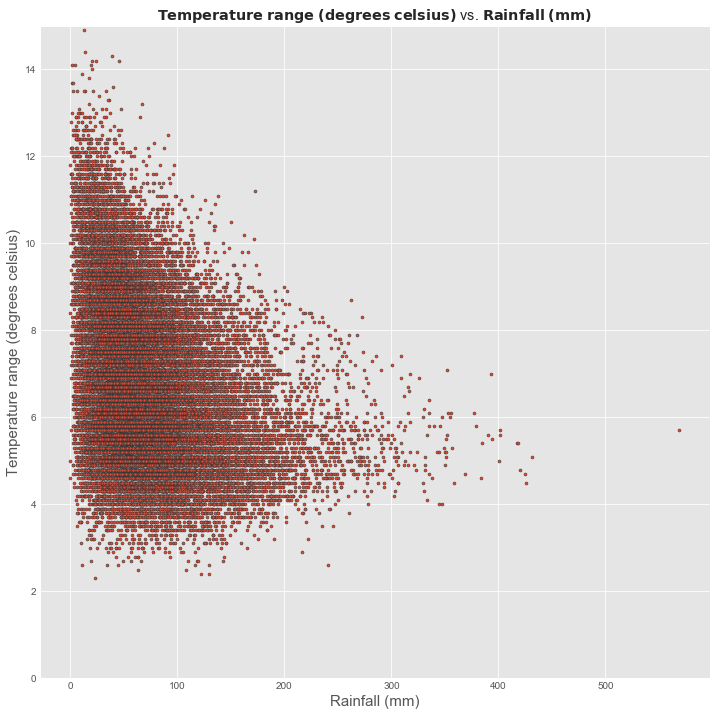 Temperature range (degrees celsius) vs. Rainfall (mm)
Temperature range (degrees celsius)
14
12
10
8
6
4
2
0
0 100 200 300 400 500
Rainfall (mm)